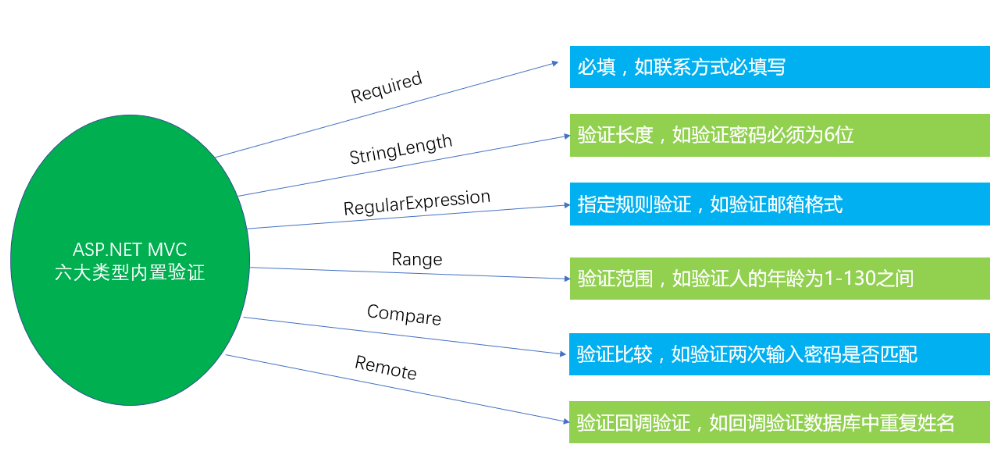 ASP.NET MVC
六大类型内置验证
Required
必填，如联系方式必填写
StringLength
验证长度，如验证密码必须为6位
RegularExpression
指定规则验证，如验证邮箱格式
Range
验证范围，如验证人的年龄为1-130之间
Compare
验证比较，如验证两次输入密码是否匹配
Remote
验证回调验证，如回调验证数据库中重复姓名